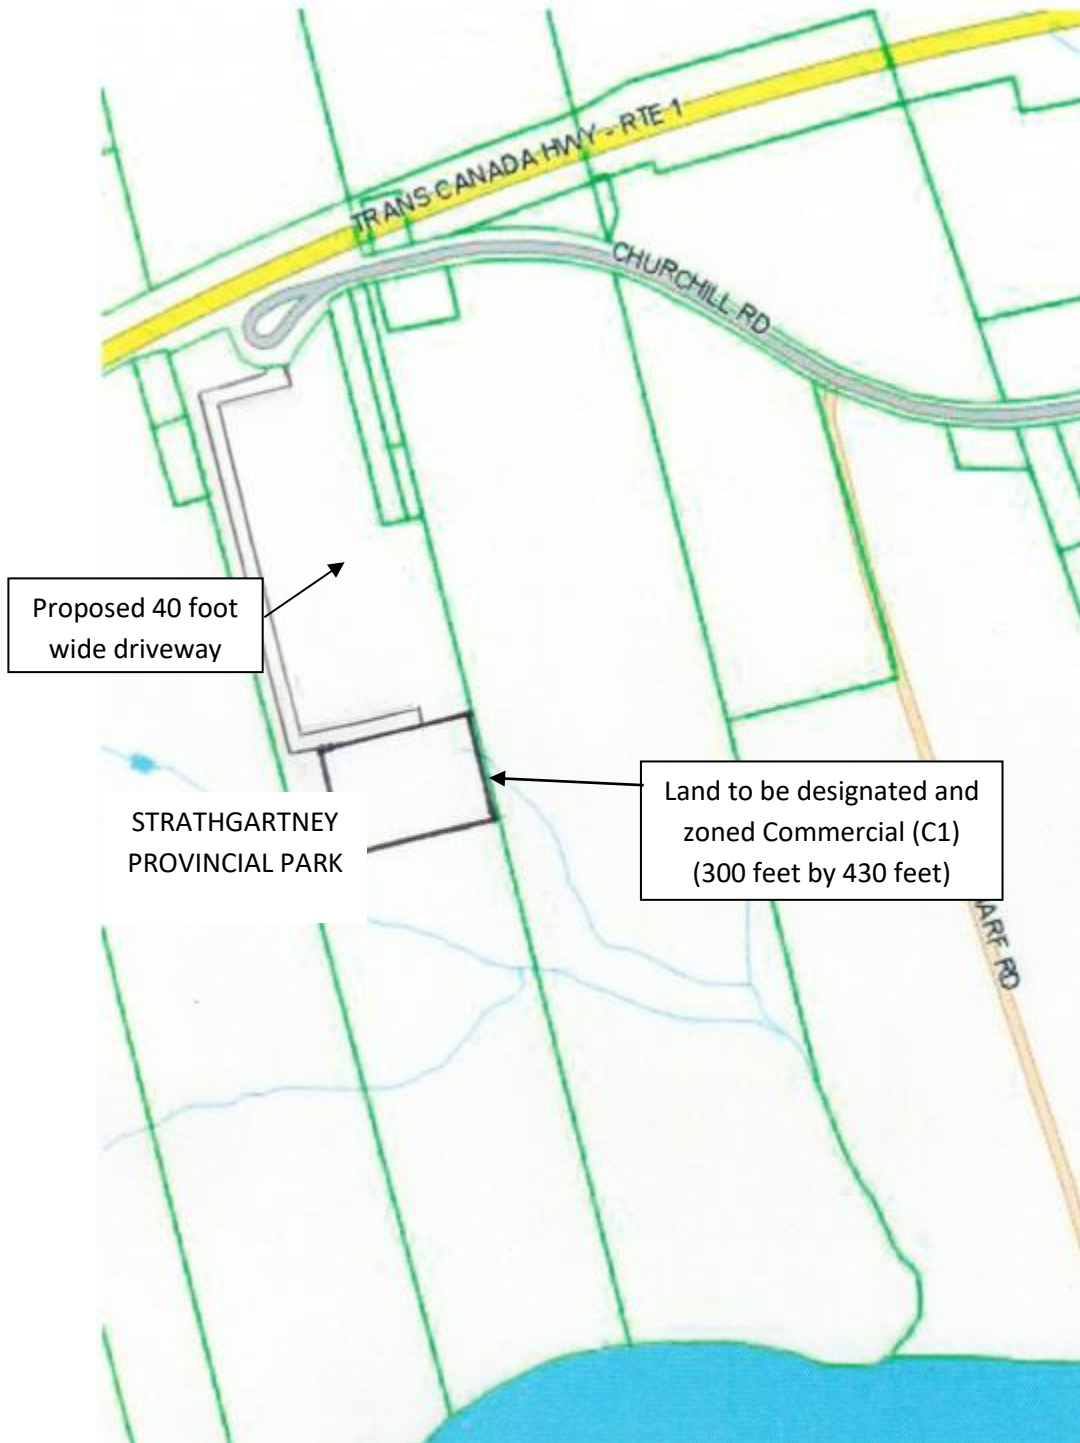 TRANS CANADA HWY - RTE 1
CHURCHILL RD
Proposed 40 foot
wide driveway
Land to be designated and
zoned Commercial (C1)
(300 feet by 430 feet)
STRATHGARTNEY
PROVINCIAL PARK
RD